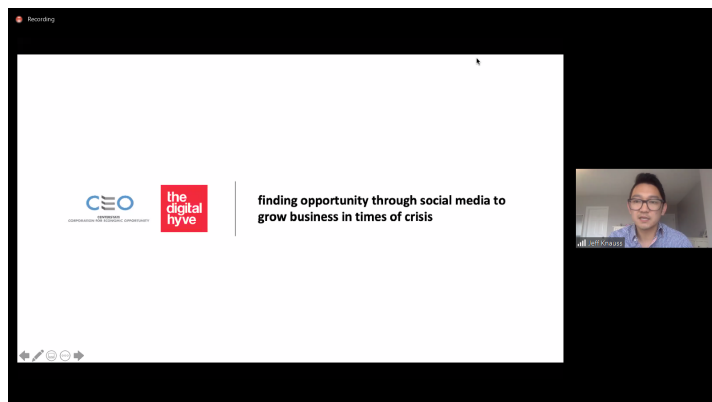 Recording
CEO
CENTERSTATE
CORPORATION FOR ECONOMIC OPPORTUNITY
the
digital
hyve
finding opportunity through social media to
grow business in times of crisis
Jeff Knauss